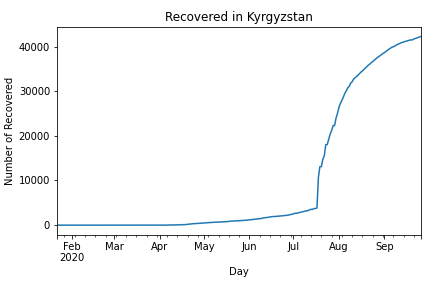 Recovered in Kyrgyzstan
Number of Recovered
40000
30000
20000
10000
0
Feb Mar Apr May Jun Jul Aug Sep
2020
Day